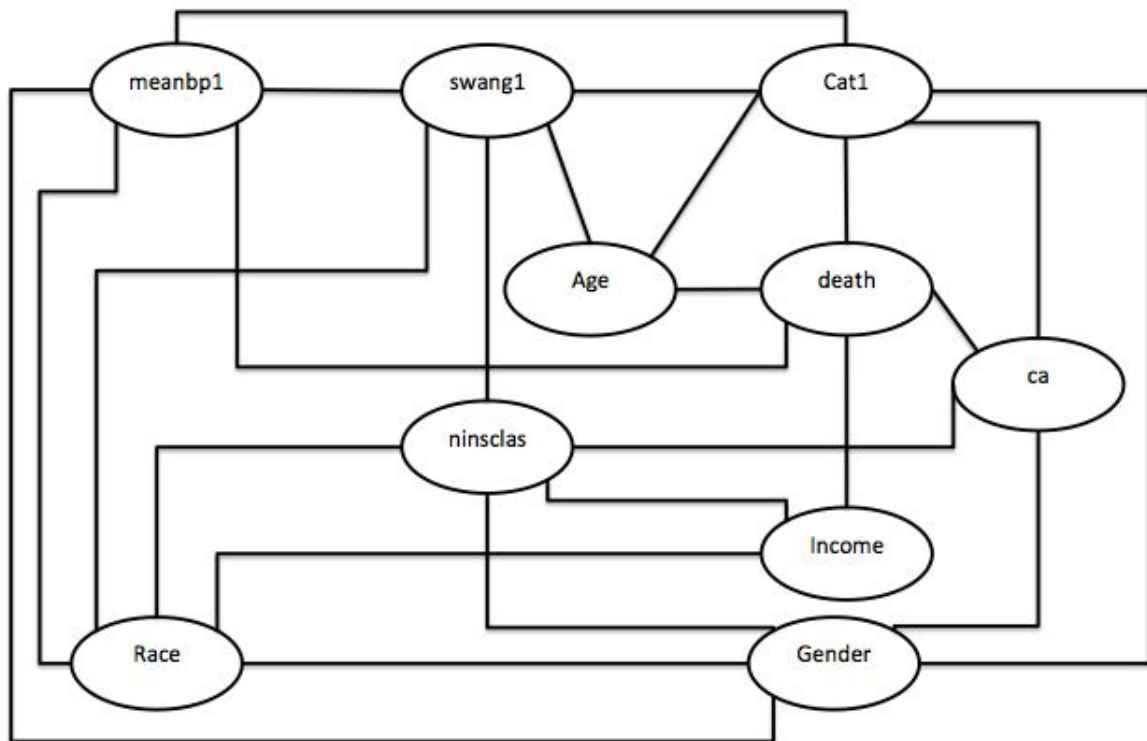 meanbp1
swang1
Cat1
Age
death
ca
ninsclas
Income
Race
Gender